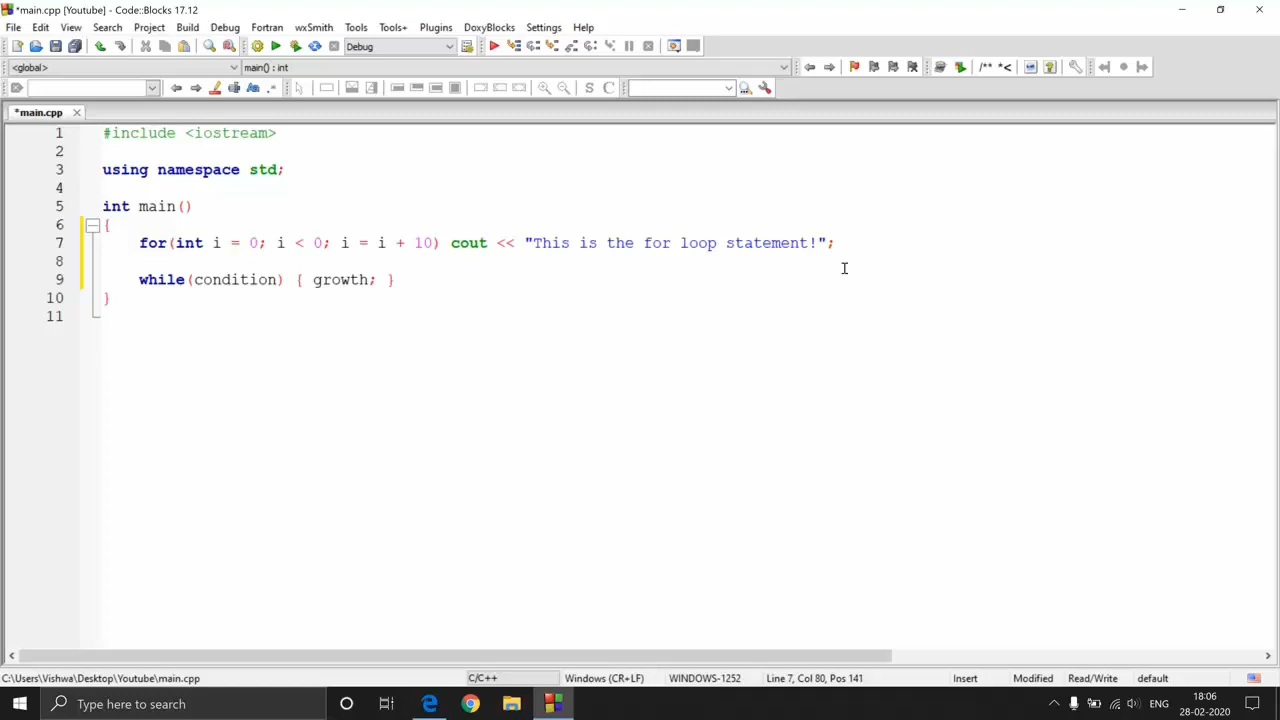 *main.cpp [Youtube] - Code::Blocks 17.12
File Edit View Search Project Build Debug Fortran wxSmith Tools Tools+ Plugins DoxyBlocks Settings Help
Debug
<global> main() : int /** *<
S C
*main.cpp
1 #include <iostream>
2
3 using namespace std;
4
5 int main()
6 {
7 for(int i = 0; i < 0; i = i + 10) cout << "This is the for loop statement!";
8
9 while(condition) { growth; }
10 }
11
C:\Users\Vishwa\Desktop\Youtube\main.cpp C/C++ Windows (CR+LF) WINDOWS-1252 Line 7, Col 80, Pos 141 Insert Modified Read/Write default
Type here to search ENG 18:06
28-02-2020